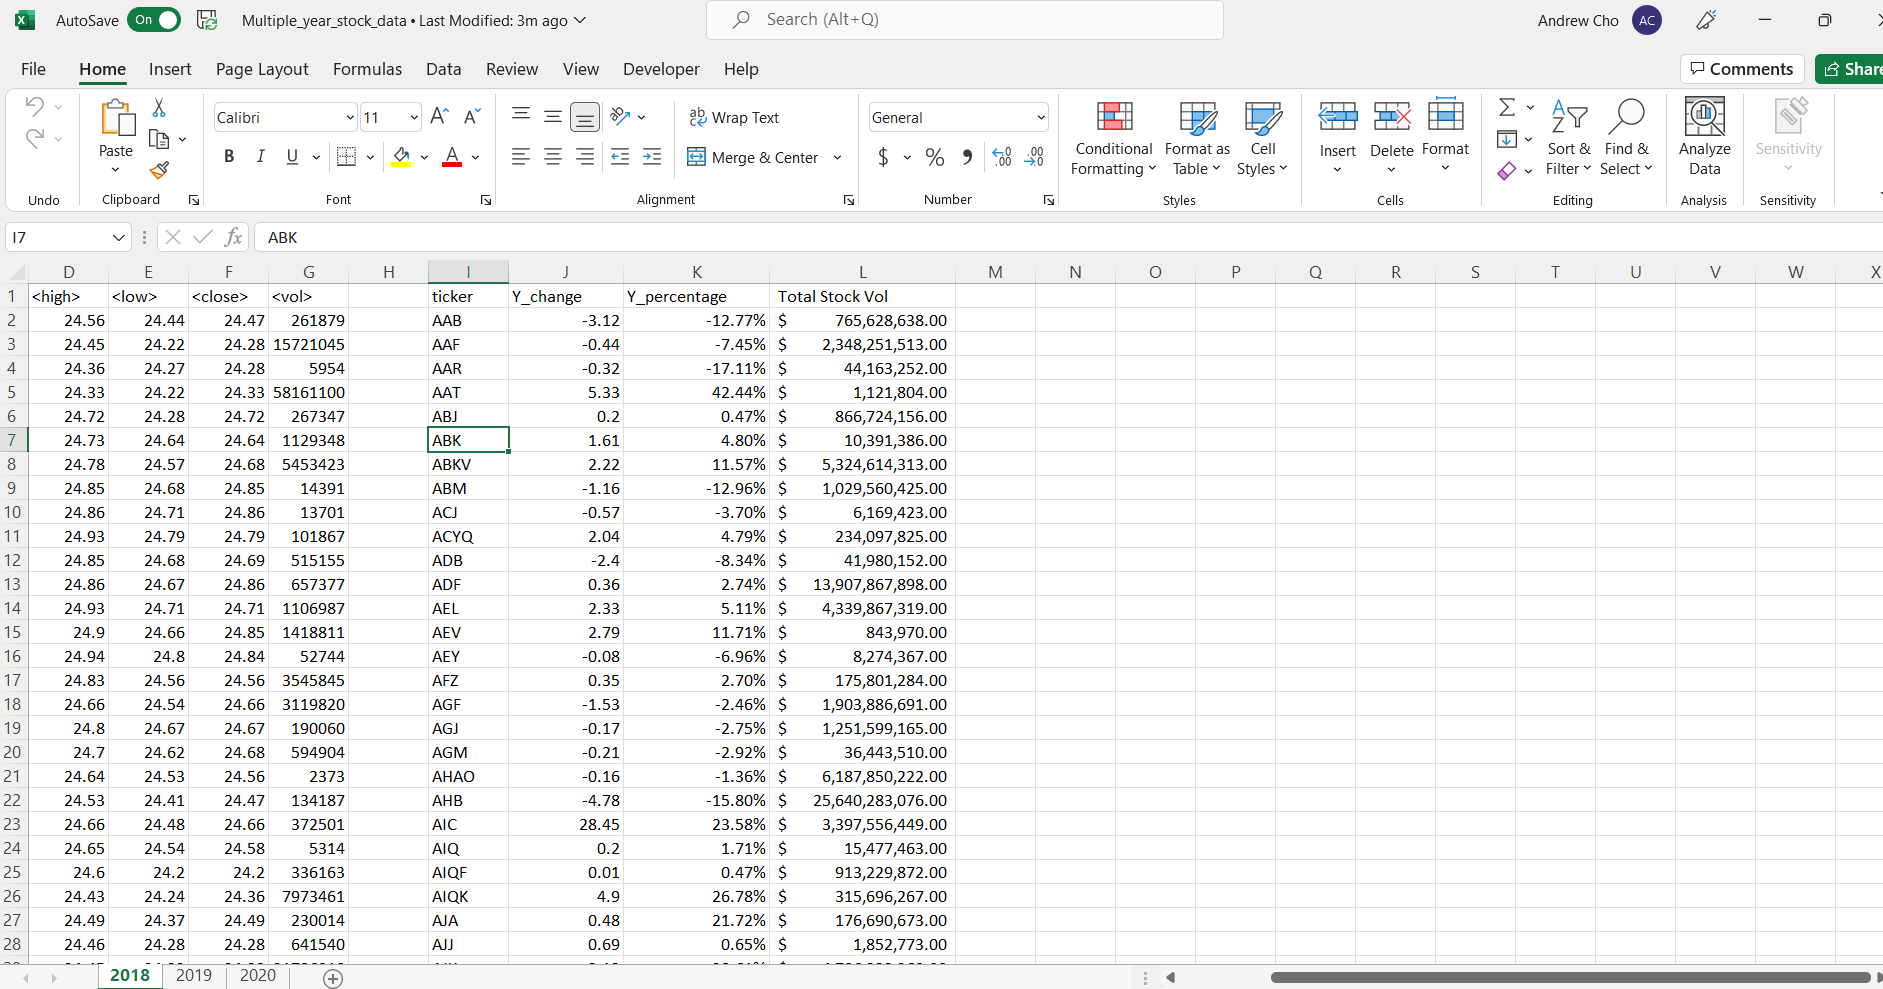 AutoSave On Multiple_year_stock_data • Last Modified: 3m ago Search (Alt+Q) Andrew Cho AC
File Home Insert Page Layout Formulas Data Review View Developer Help Comments Share
Calibri 11 A A ab Wrap Text General Σ A Z
Paste B I U A Merge & Center $ % , .00 .00 Conditional Formatting Format as Table Cell Styles Insert Delete Format Sort & Filter Find & Select Analyze Data Sensitivity
Undo Clipboard Font Alignment Number Styles Cells Editing Analysis Sensitivity
I7 fx ABK
D E F G H I J K L M N O P Q R S T U V W X
1 <high> <low> <close> <vol> ticker Y_change Y_percentage Total Stock Vol
2 24.56 24.44 24.47 261879 AAB -3.12 -12.77% $ 765,628,638.00
3 24.45 24.22 24.28 15721045 AAF -0.44 -7.45% $ 2,348,251,513.00
4 24.36 24.27 24.28 5954 AAR -0.32 -17.11% $ 44,163,252.00
5 24.33 24.22 24.33 58161100 AAT 5.33 42.44% $ 1,121,804.00
6 24.72 24.28 24.72 267347 ABJ 0.2 0.47% $ 866,724,156.00
7 24.73 24.64 24.64 1129348 ABK 1.61 4.80% $ 10,391,386.00
8 24.78 24.57 24.68 5453423 ABKV 2.22 11.57% $ 5,324,614,313.00
9 24.85 24.68 24.85 14391 ABM -1.16 -12.96% $ 1,029,560,425.00
10 24.86 24.71 24.86 13701 ACJ -0.57 -3.70% $ 6,169,423.00
11 24.93 24.79 24.79 101867 ACYQ 2.04 4.79% $ 234,097,825.00
12 24.85 24.68 24.69 515155 ADB -2.4 -8.34% $ 41,980,152.00
13 24.86 24.67 24.86 657377 ADF 0.36 2.74% $ 13,907,867,898.00
14 24.93 24.71 24.71 1106987 AEL 2.33 5.11% $ 4,339,867,319.00
15 24.9 24.66 24.85 1418811 AEV 2.79 11.71% $ 843,970.00
16 24.94 24.8 24.84 52744 AEY -0.08 -6.96% $ 8,274,367.00
17 24.83 24.56 24.56 3545845 AFZ 0.35 2.70% $ 175,801,284.00
18 24.66 24.54 24.66 3119820 AGF -1.53 -2.46% $ 1,903,886,691.00
19 24.8 24.67 24.67 190060 AGJ -0.17 -2.75% $ 1,251,599,165.00
20 24.7 24.62 24.68 594904 AGM -0.21 -2.92% $ 36,443,510.00
21 24.64 24.53 24.56 2373 AHAO -0.16 -1.36% $ 6,187,850,222.00
22 24.53 24.41 24.47 134187 AHB -4.78 -15.80% $ 25,640,283,076.00
23 24.66 24.48 24.66 372501 AIC 28.45 23.58% $ 3,397,556,449.00
24 24.65 24.54 24.58 5314 AIQ 0.2 1.71% $ 15,477,463.00
25 24.6 24.2 24.2 336163 AIQF 0.01 0.47% $ 913,229,872.00
26 24.43 24.24 24.36 7973461 AIQK 4.9 26.78% $ 315,696,267.00
27 24.49 24.37 24.49 230014 AJA 0.48 21.72% $ 176,690,673.00
28 24.46 24.28 24.28 641540 AJJ 0.69 0.65% $ 1,852,773.00
2018 2019 2020